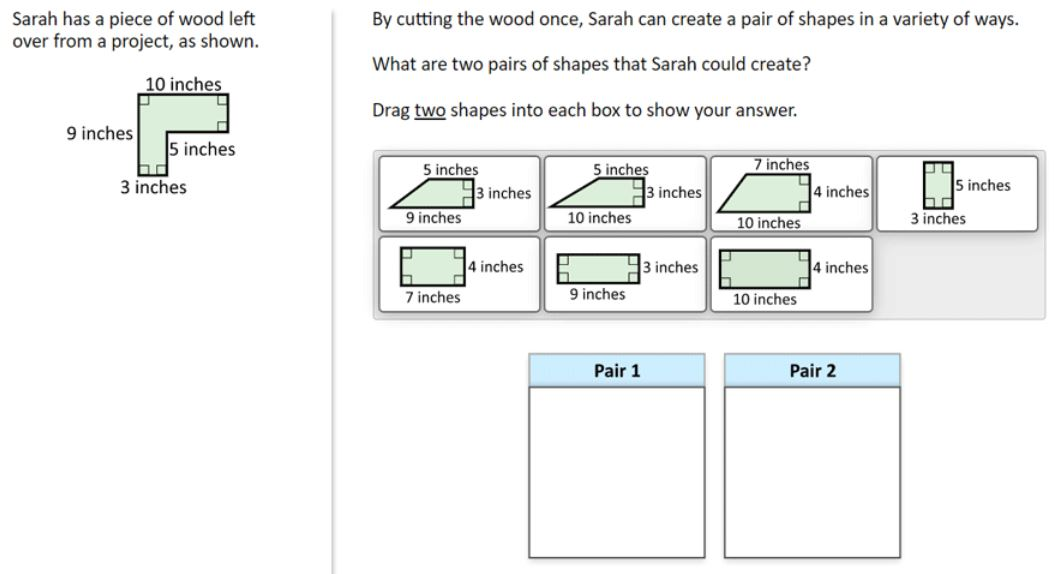 Sarah has a piece of wood left
over from a project, as shown.
10 inches
9 inches
5 inches
3 inches
By cutting the wood once, Sarah can create a pair of shapes in a variety of ways.
What are two pairs of shapes that Sarah could create?
Drag two shapes into each box to show your answer.
5 inches
3 inches
9 inches
5 inches
3 inches
10 inches
7 inches
4 inches
10 inches
5 inches
3 inches
4 inches
7 inches
3 inches
9 inches
4 inches
10 inches
Pair 1
Pair 2